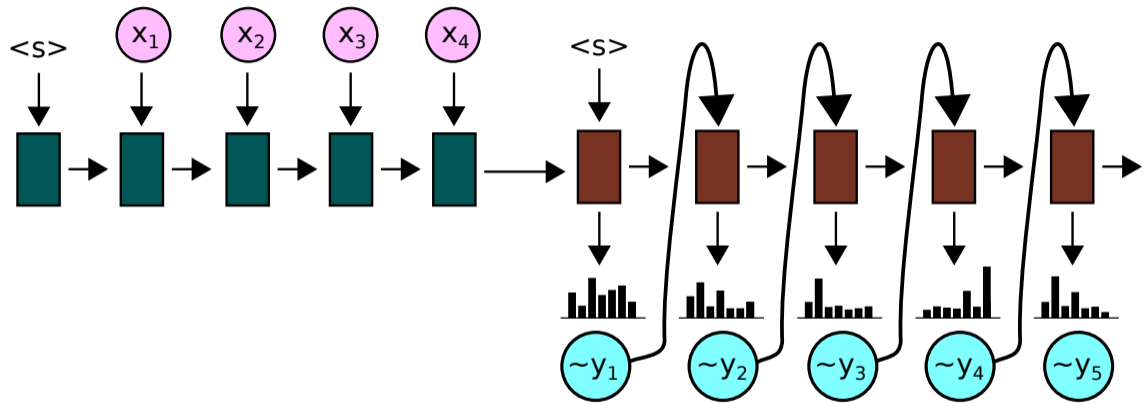 <s> x₁ x₂ x₃ x₄ <s>
~y₁ ~y₂ ~y₃ ~y₄ ~y₅